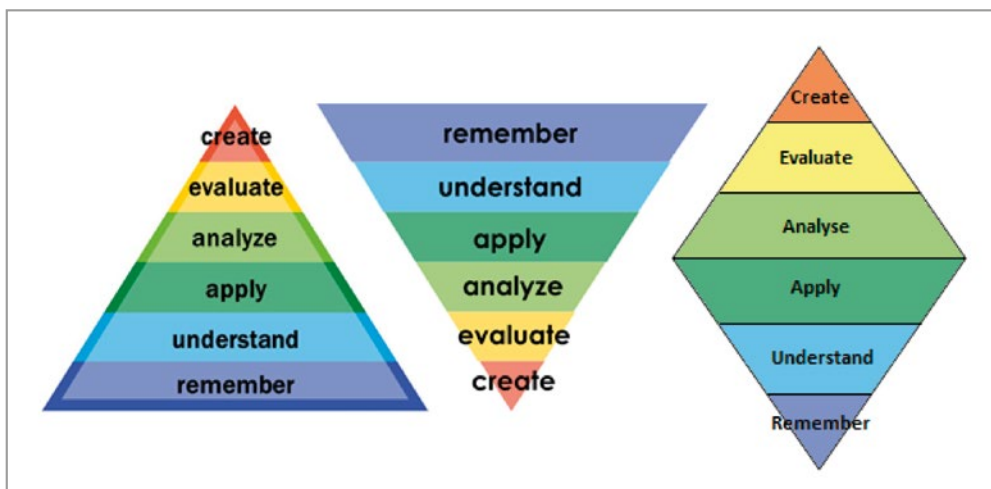 create
evaluate
analyze
apply
understand
remember
remember
understand
apply
analyze
evaluate
create
Create
Evaluate
Analyse
Apply
Understand
Remember